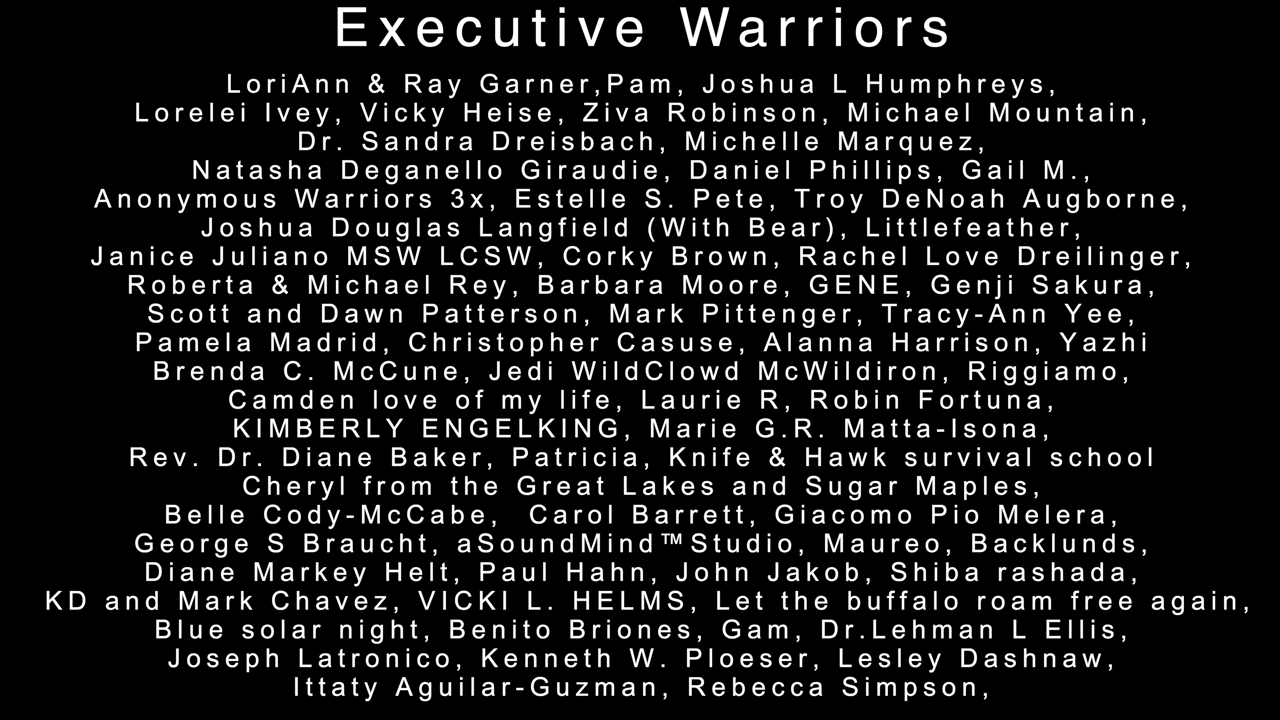 Executive Warriors
LoriAnn & Ray Garner,Pam, Joshua L Humphreys,
Lorelei Ivey, Vicky Heise, Ziva Robinson, Michael Mountain,
Dr. Sandra Dreisbach, Michelle Marquez,
Natasha Deganello Giraudie, Daniel Phillips, Gail M.,
Anonymous Warriors 3x, Estelle S. Pete, Troy DeNoah Augborne,
Joshua Douglas Langfield (With Bear), Littlefeather,
Janice Juliano MSW LCSW, Corky Brown, Rachel Love Dreilinger,
Roberta & Michael Rey, Barbara Moore, GENE, Genji Sakura,
Scott and Dawn Patterson, Mark Pittenger, Tracy-Ann Yee,
Pamela Madrid, Christopher Casuse, Alanna Harrison, Yazhi
Brenda C. McCune, Jedi WildClowd McWildiron, Riggiamo,
Camden love of my life, Laurie R, Robin Fortuna,
KIMBERLY ENGELKING, Marie G.R. Matta-Isona,
Rev. Dr. Diane Baker, Patricia, Knife & Hawk survival school
Cheryl from the Great Lakes and Sugar Maples,
Belle Cody-McCabe,  Carol Barrett, Giacomo Pio Melera,
George S Braucht, aSoundMind™Studio, Maureo, Backlunds,
Diane Markey Helt, Paul Hahn, John Jakob, Shiba rashada,
KD and Mark Chavez, VICKI L. HELMS, Let the buffalo roam free again,
Blue solar night, Benito Briones, Gam, Dr.Lehman L Ellis,
Joseph Latronico, Kenneth W. Ploeser, Lesley Dashnaw,
Ittaty Aguilar-Guzman, Rebecca Simpson,